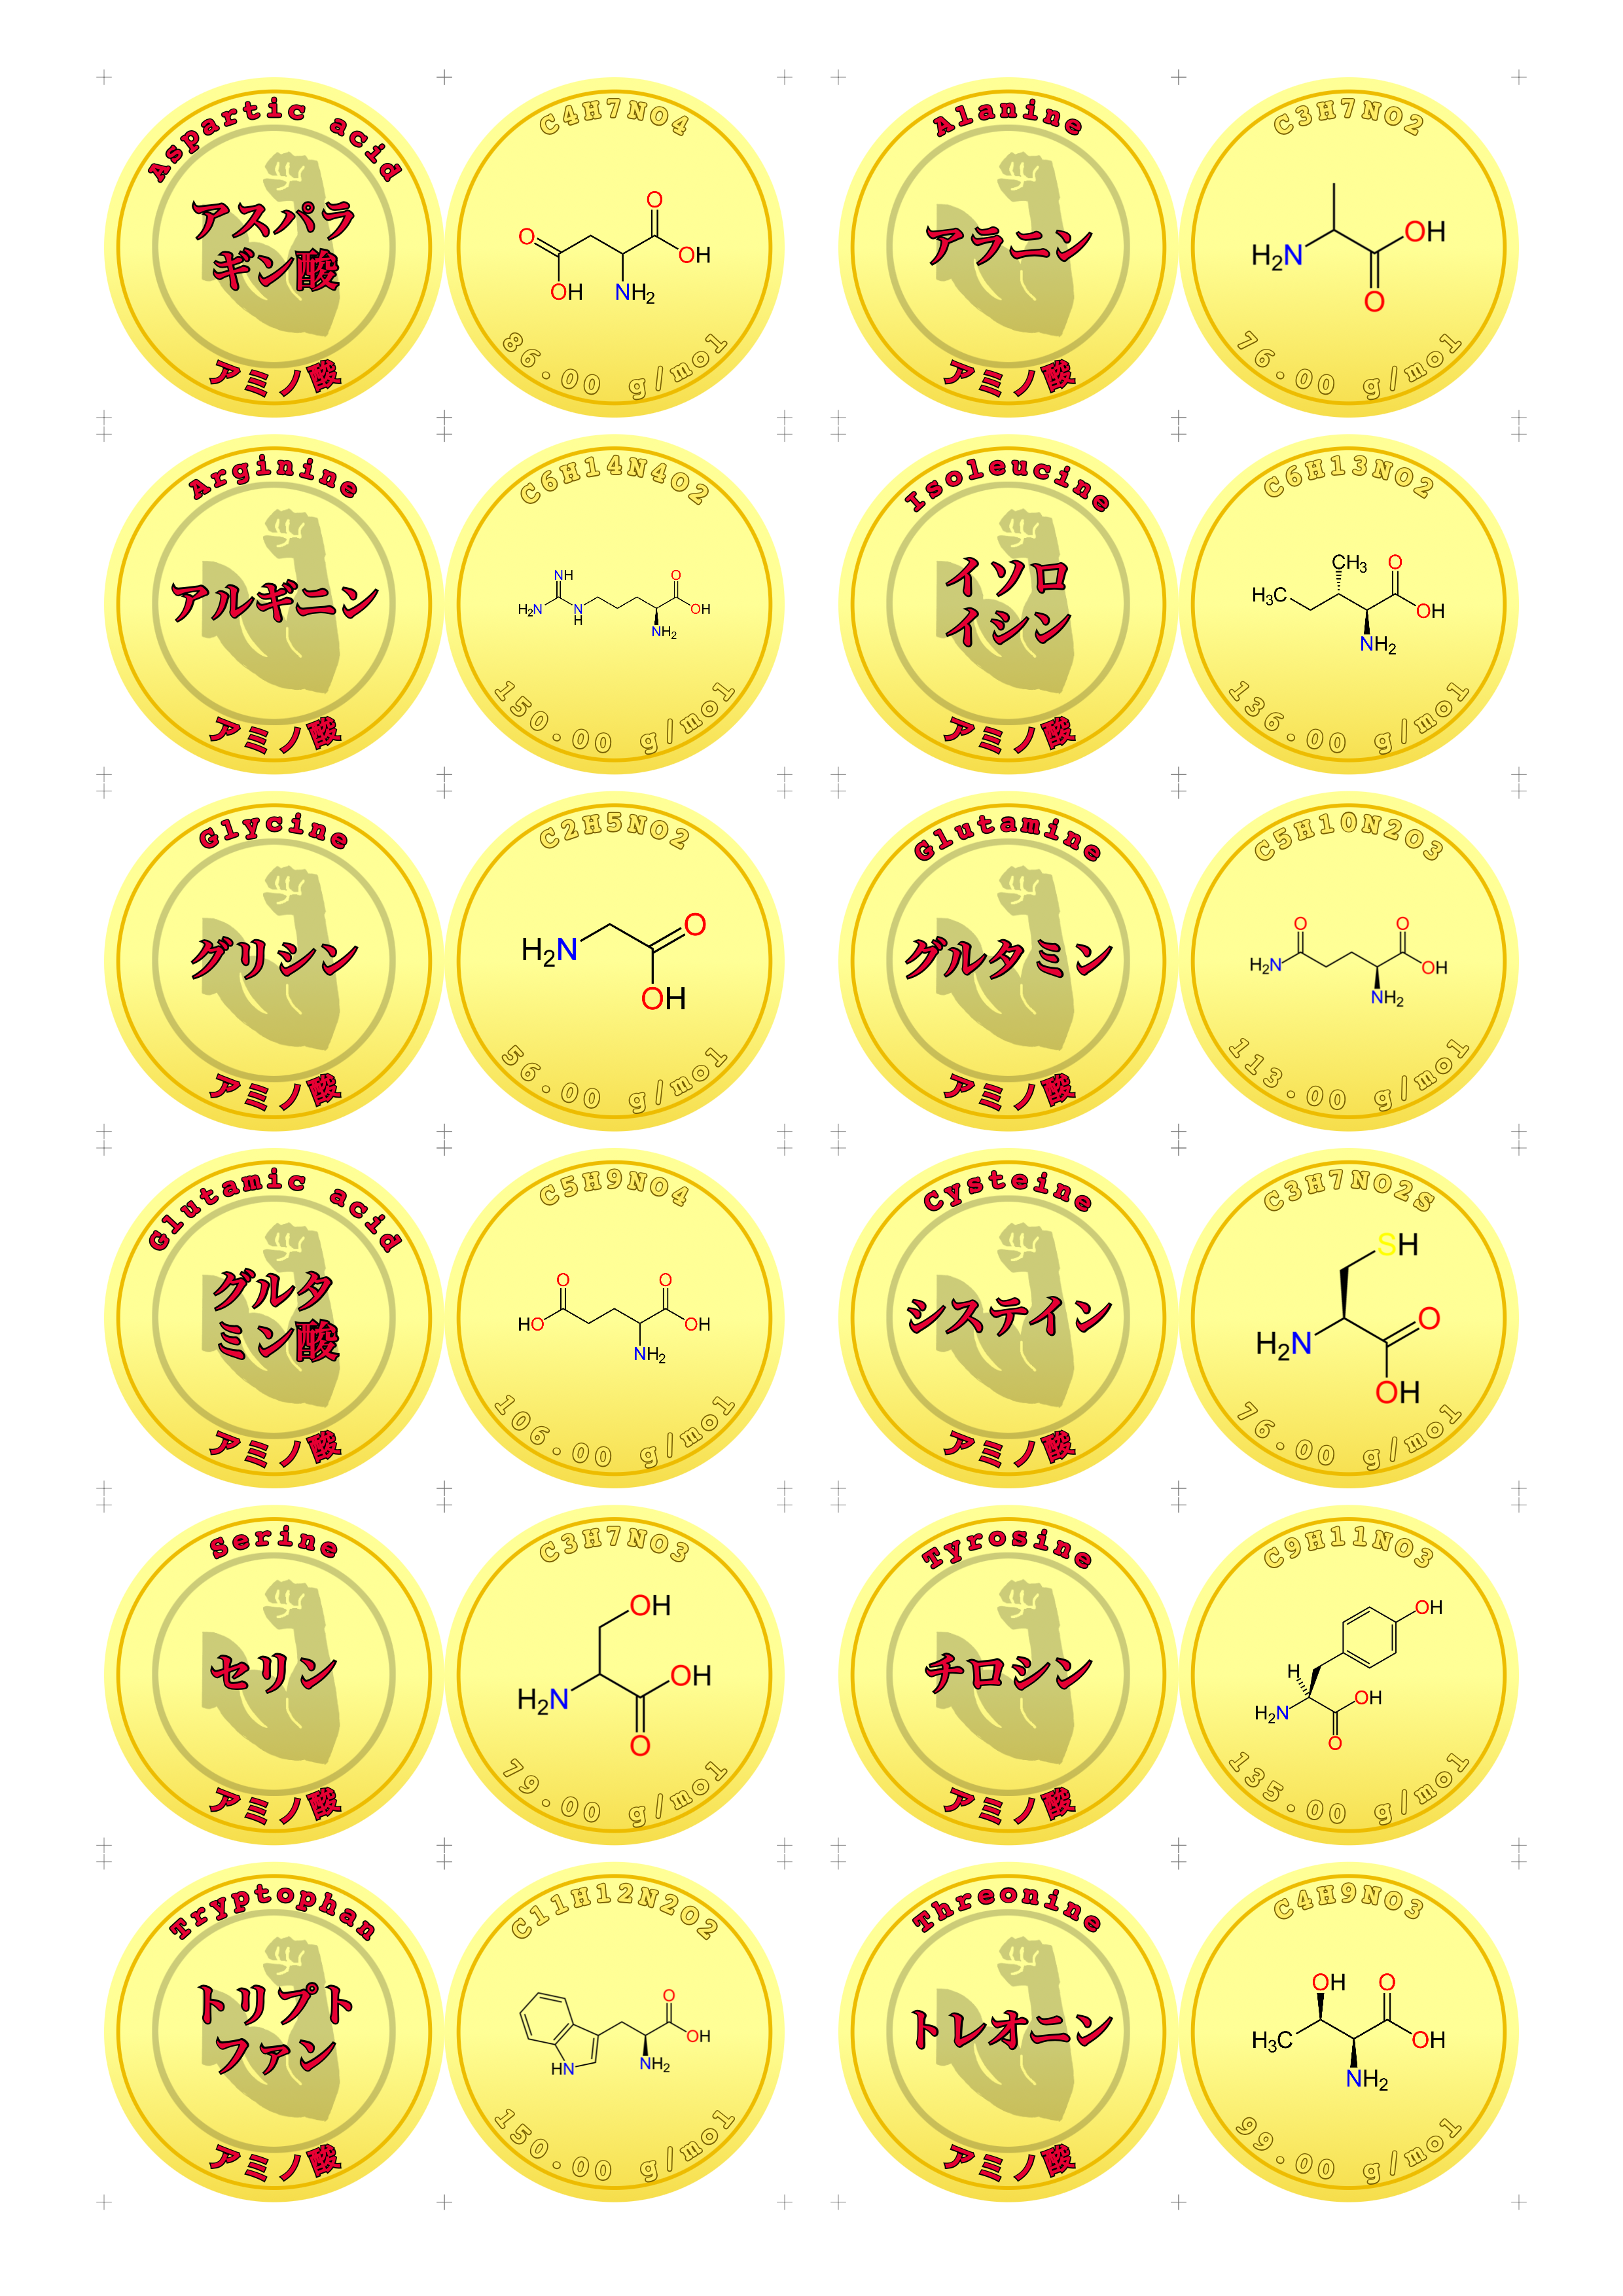 Aspartic acid
アスパラ
ギン酸
アミノ酸
C4H7NO4
O
O
OH
OH
NH2
86.00 g/mol
Alanine
アラニン
アミノ酸
C3H7NO2
OH
H2N
O
76.00 g/mol
Arginine
アルギニン
アミノ酸
C6H14N4O2
NH
O
H2N
N
H
OH
NH2
150.00 g/mol
Isoleucine
イソロ
イシン
アミノ酸
C6H13NO2
CH3
O
H3C
OH
NH2
136.00 g/mol
Glycine
グリシン
アミノ酸
C2H5NO2
O
H2N
OH
56.00 g/mol
Glutamine
グルタミン
アミノ酸
C5H10N2O3
O
O
H2N
OH
NH2
113.00 g/mol
Glutamic acid
グルタ
ミン酸
アミノ酸
C5H9NO4
O
O
HO
OH
NH2
106.00 g/mol
Cysteine
システイン
アミノ酸
C3H7NO2S
SH
O
H2N
OH
76.00 g/mol
Serine
セリン
アミノ酸
C3H7NO3
OH
OH
H2N
O
79.00 g/mol
Tyrosine
チロシン
アミノ酸
C9H11NO3
OH
H
OH
H2N
O
135.00 g/mol
Tryptophan
トリプト
ファン
アミノ酸
C11H12N2O2
O
OH
HN
NH2
150.00 g/mol
Threonine
トレオニン
アミノ酸
C4H9NO3
OH
O
H3C
OH
NH2
99.00 g/mol